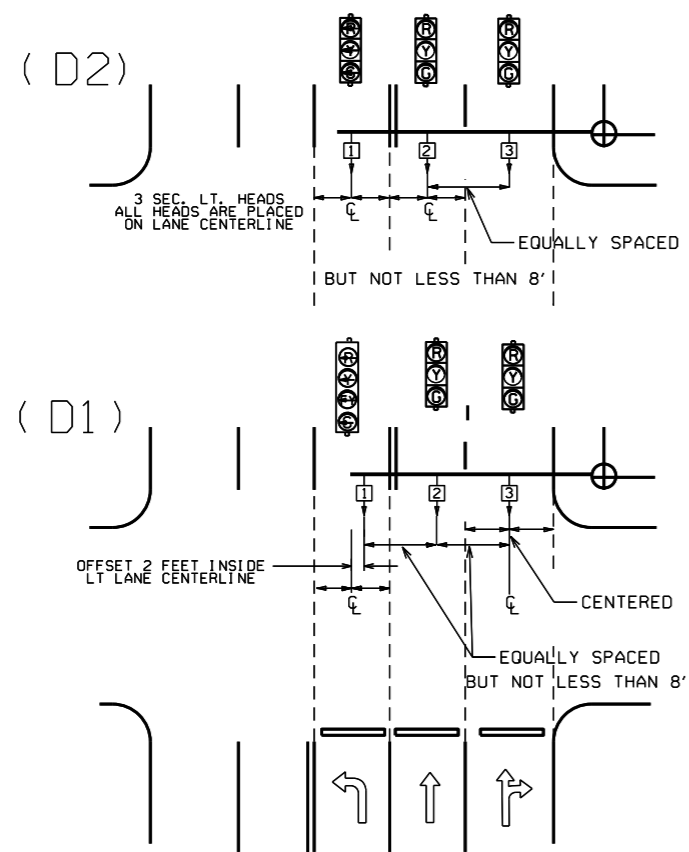 (D2)
R R R
Y Y Y
G G G
1 2 3
3 SEC. LT. HEADS
ALL HEADS ARE PLACED
ON LANE CENTERLINE
CL CL
EQUALLY SPACED
BUT NOT LESS THAN 8'
(D1)
R R R
Y Y Y
Y G G
G
1 2 3
OFFSET 2 FEET INSIDE
LT LANE CENTERLINE
CL CL
CENTERED
EQUALLY SPACED
BUT NOT LESS THAN 8'